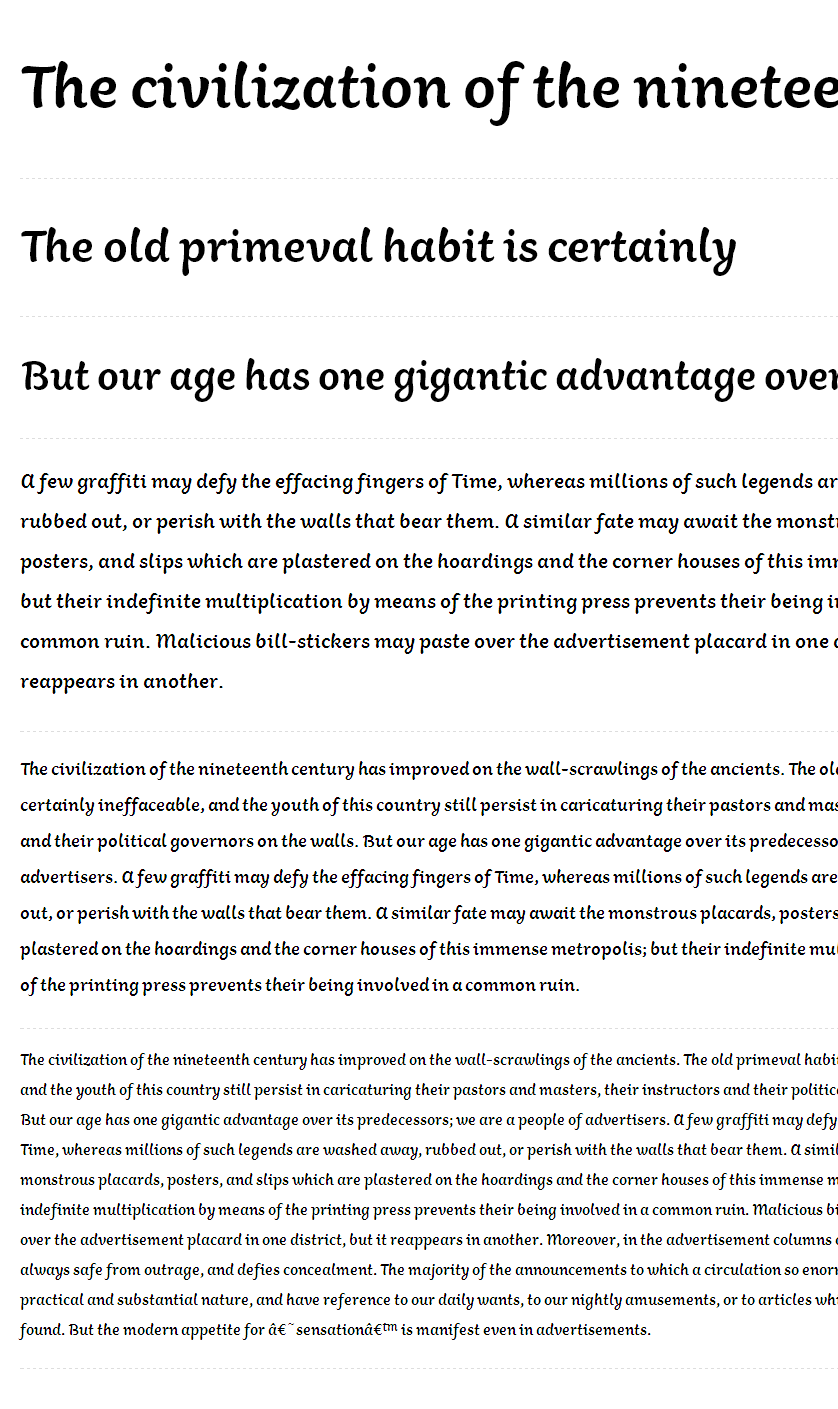 The civilization of the
The old primeval habit is certainly
But our age has one gigantic advantage over
A few graffiti may defy the effacing fingers of Time, whereas millions of such legends
rubbed out, or perish with the walls that bear them. A similar fate may await the
posters, and slips which are plastered on the hoardings and the corner houses of this
but their indefinite multiplication by means of the printing press prevents their being
common ruin. Malicious bill-stickers may paste over the advertisement placard in one
reappears in another.
The civilization of the nineteenth century has improved on the wall-scrawlings of the ancients. The
certainly ineffaceable, and the youth of this country still persist in caricaturing their pastors and
and their political governors on the walls. But our age has one gigantic advantage over its
advertisers. A few graffiti may defy the effacing fingers of Time, whereas millions of such legends are
out, or perish with the walls that bear them. A similar fate may await the monstrous placards, posters
plastered on the hoardings and the corner houses of this immense metropolis; but their indefinite
of the printing press prevents their being involved in a common ruin.
The civilization of the nineteenth century has improved on the wall-scrawlings of the ancients. The old primeval
and the youth of this country still persist in caricaturing their pastors and masters, their instructors and their
But our age has one gigantic advantage over its predecessors; we are a people of advertisers. A few graffiti may defy
Time, whereas millions of such legends are washed away, rubbed out, or perish with the walls that bear them. A
monstrous placards, posters, and slips which are plastered on the hoardings and the corner houses of this immense
indefinite multiplication by means of the printing press prevents their being involved in a common ruin. Malicious
over the advertisement placard in one district, but it reappears in another. Moreover, in the advertisement columns
always safe from outrage, and defies concealment. The majority of the announcements to which a circulation so
practical and substantial nature, and have reference to our daily wants, to our nightly amusements, or to articles
found. But the modern appetite for â€˜sensationâ€™ is manifest even in advertisements.